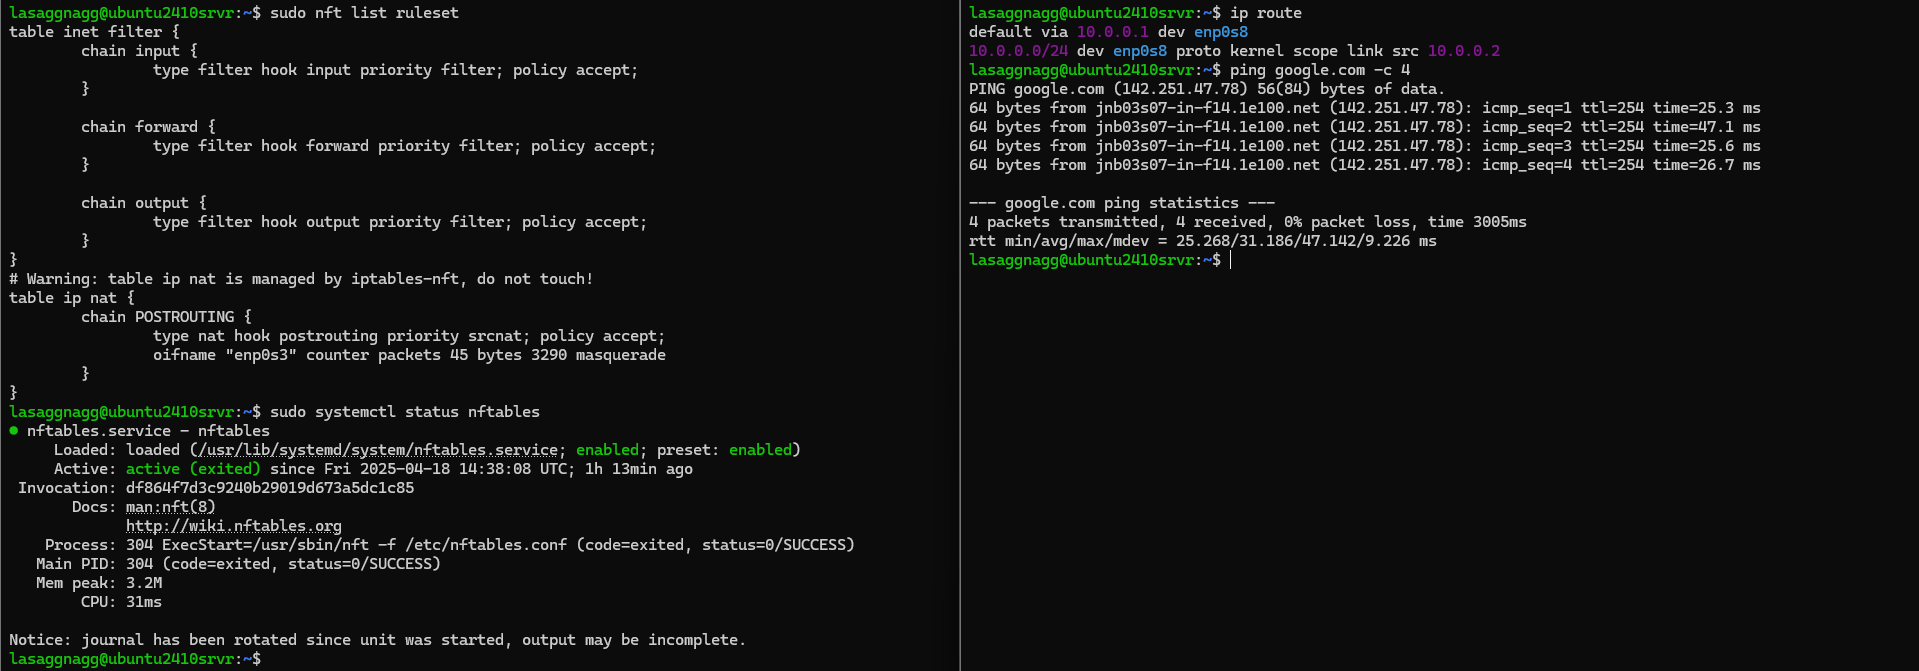 lasaggnagg@ubuntu2410srvr:~$ sudo nft list ruleset
table inet filter {
        chain input {
                type filter hook input priority filter; policy accept;
        }

        chain forward {
                type filter hook forward priority filter; policy accept;
        }

        chain output {
                type filter hook output priority filter; policy accept;
        }
}
# Warning: table ip nat is managed by iptables-nft, do not touch!
table ip nat {
        chain POSTROUTING {
                type nat hook postrouting priority srcnat; policy accept;
                oifname "enp0s3" counter packets 45 bytes 3290 masquerade
        }
}
lasaggnagg@ubuntu2410srvr:~$ sudo systemctl status nftables
● nftables.service - nftables
     Loaded: loaded (/usr/lib/systemd/system/nftables.service; enabled; preset: enabled)
     Active: active (exited) since Fri 2025-04-18 14:38:08 UTC; 1h 13min ago
 Invocation: df864f7d3c9240b29019d673a5dc1c85
       Docs: man:nft(8)
             http://wiki.nftables.org
    Process: 304 ExecStart=/usr/sbin/nft -f /etc/nftables.conf (code=exited, status=0/SUCCESS)
   Main PID: 304 (code=exited, status=0/SUCCESS)
   Mem peak: 3.2M
        CPU: 31ms

Notice: journal has been rotated since unit was started, output may be incomplete.
lasaggnagg@ubuntu2410srvr:~$
lasaggnagg@ubuntu2410srvr:~$ ip route
default via 10.0.0.1 dev enp0s8
10.0.0.0/24 dev enp0s8 proto kernel scope link src 10.0.0.2
lasaggnagg@ubuntu2410srvr:~$ ping google.com -c 4
PING google.com (142.251.47.78) 56(84) bytes of data.
64 bytes from jnb03s07-in-f14.1e100.net (142.251.47.78): icmp_seq=1 ttl=254 time=25.3 ms
64 bytes from jnb03s07-in-f14.1e100.net (142.251.47.78): icmp_seq=2 ttl=254 time=47.1 ms
64 bytes from jnb03s07-in-f14.1e100.net (142.251.47.78): icmp_seq=3 ttl=254 time=25.6 ms
64 bytes from jnb03s07-in-f14.1e100.net (142.251.47.78): icmp_seq=4 ttl=254 time=26.7 ms

--- google.com ping statistics ---
4 packets transmitted, 4 received, 0% packet loss, time 3005ms
rtt min/avg/max/mdev = 25.268/31.186/47.142/9.226 ms
lasaggnagg@ubuntu2410srvr:~$